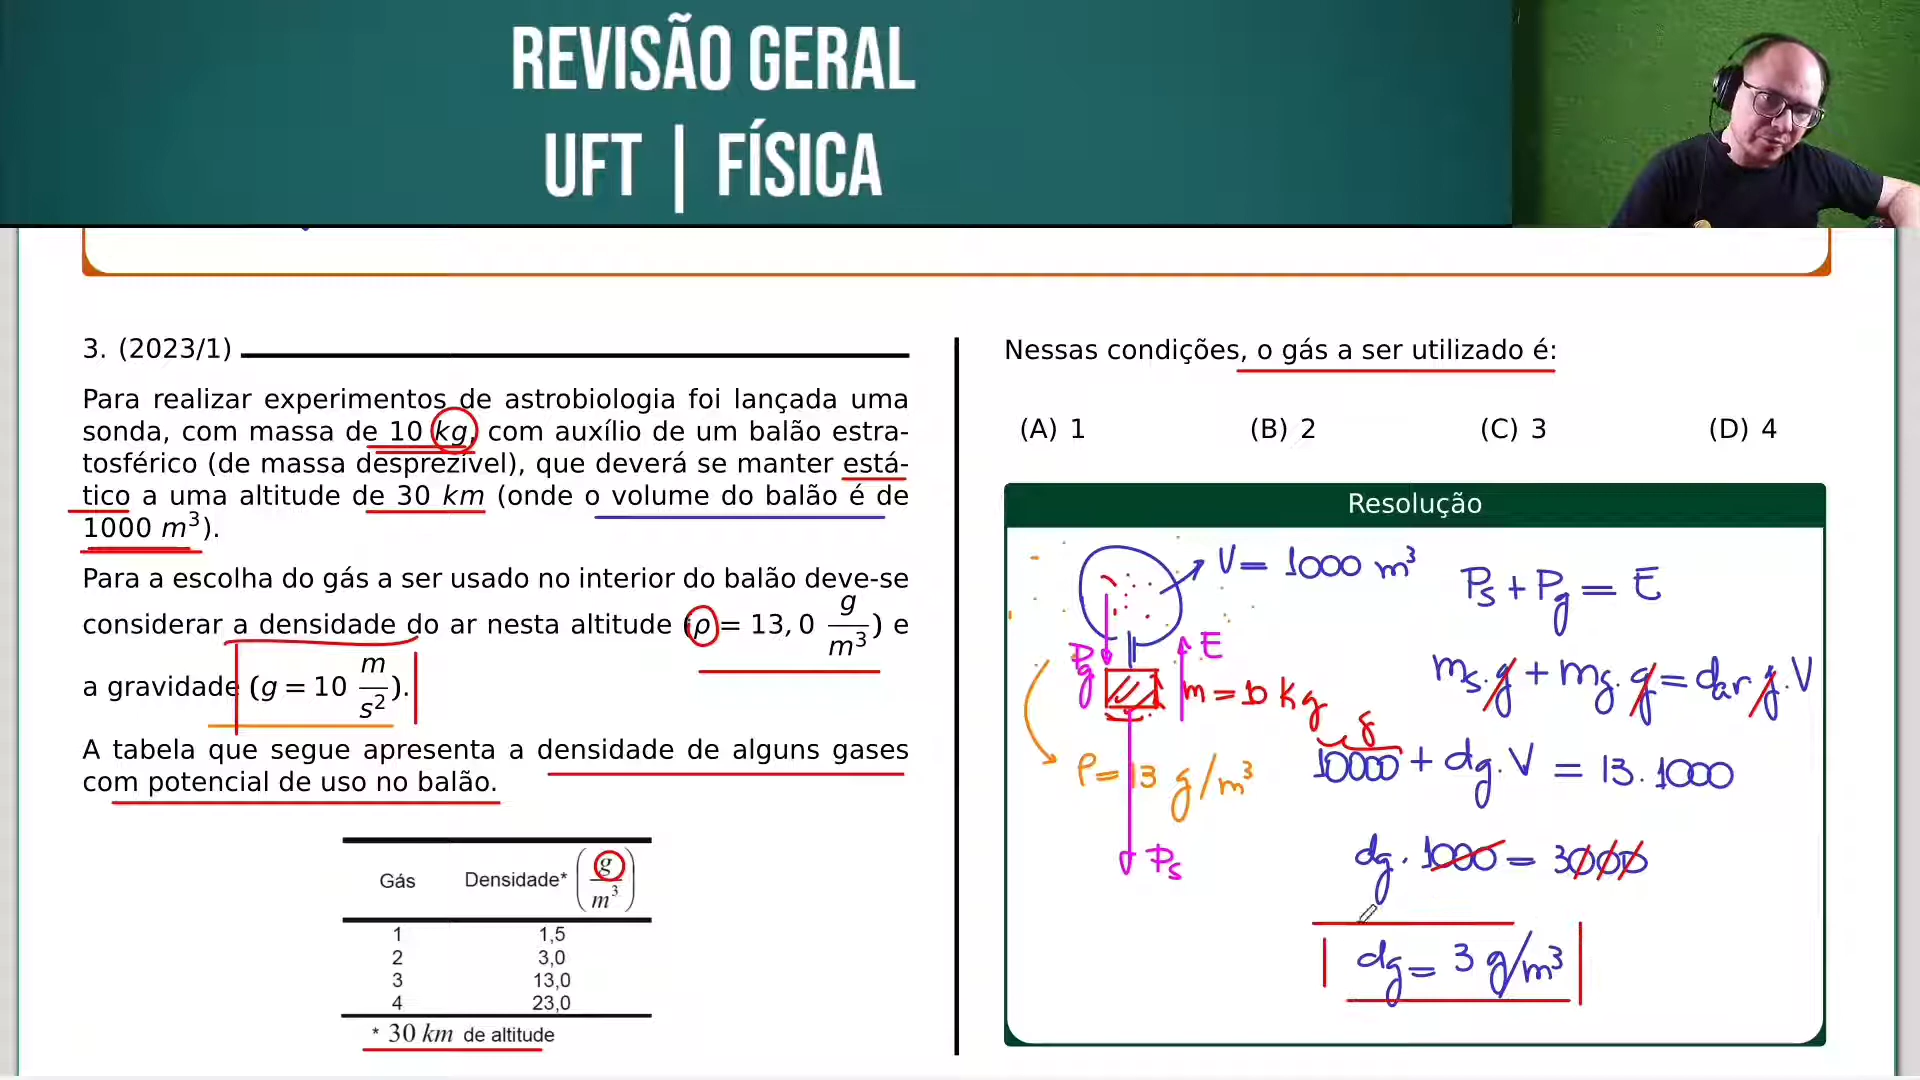 REVISÃO GERAL
UFT | FÍSICA
3. (2023/1)
Para realizar experimentos de astrobiologia foi lançada uma
sonda, com massa de 10 kg, com auxílio de um balão estra-
tosférico (de massa desprezível), que deverá se manter está-
tico a uma altitude de 30 km (onde o volume do balão é de
1000 m³).
Para a escolha do gás a ser usado no interior do balão deve-se
considerar a densidade do ar nesta altitude (ρ = 13,0 g/m³) e
a gravidade (g = 10 m/s²).
A tabela que segue apresenta a densidade de alguns gases
com potencial de uso no balão.
Gás Densidade* (g/m³)
1 1,5
2 3,0
3 13,0
4 23,0
* 30 km de altitude
Nessas condições, o gás a ser utilizado é:
(A) 1 (B) 2 (C) 3 (D) 4
Resolução
V = 1000 m³
Pg
E
m = 10 kg
ρ = 13 g/m³
Ps
Ps + Pg = E
ms.g + mg.g = dar.g.V
g
10000 + dg.V = 13.1000
dg.1000 = 3000
dg = 3 g/m³